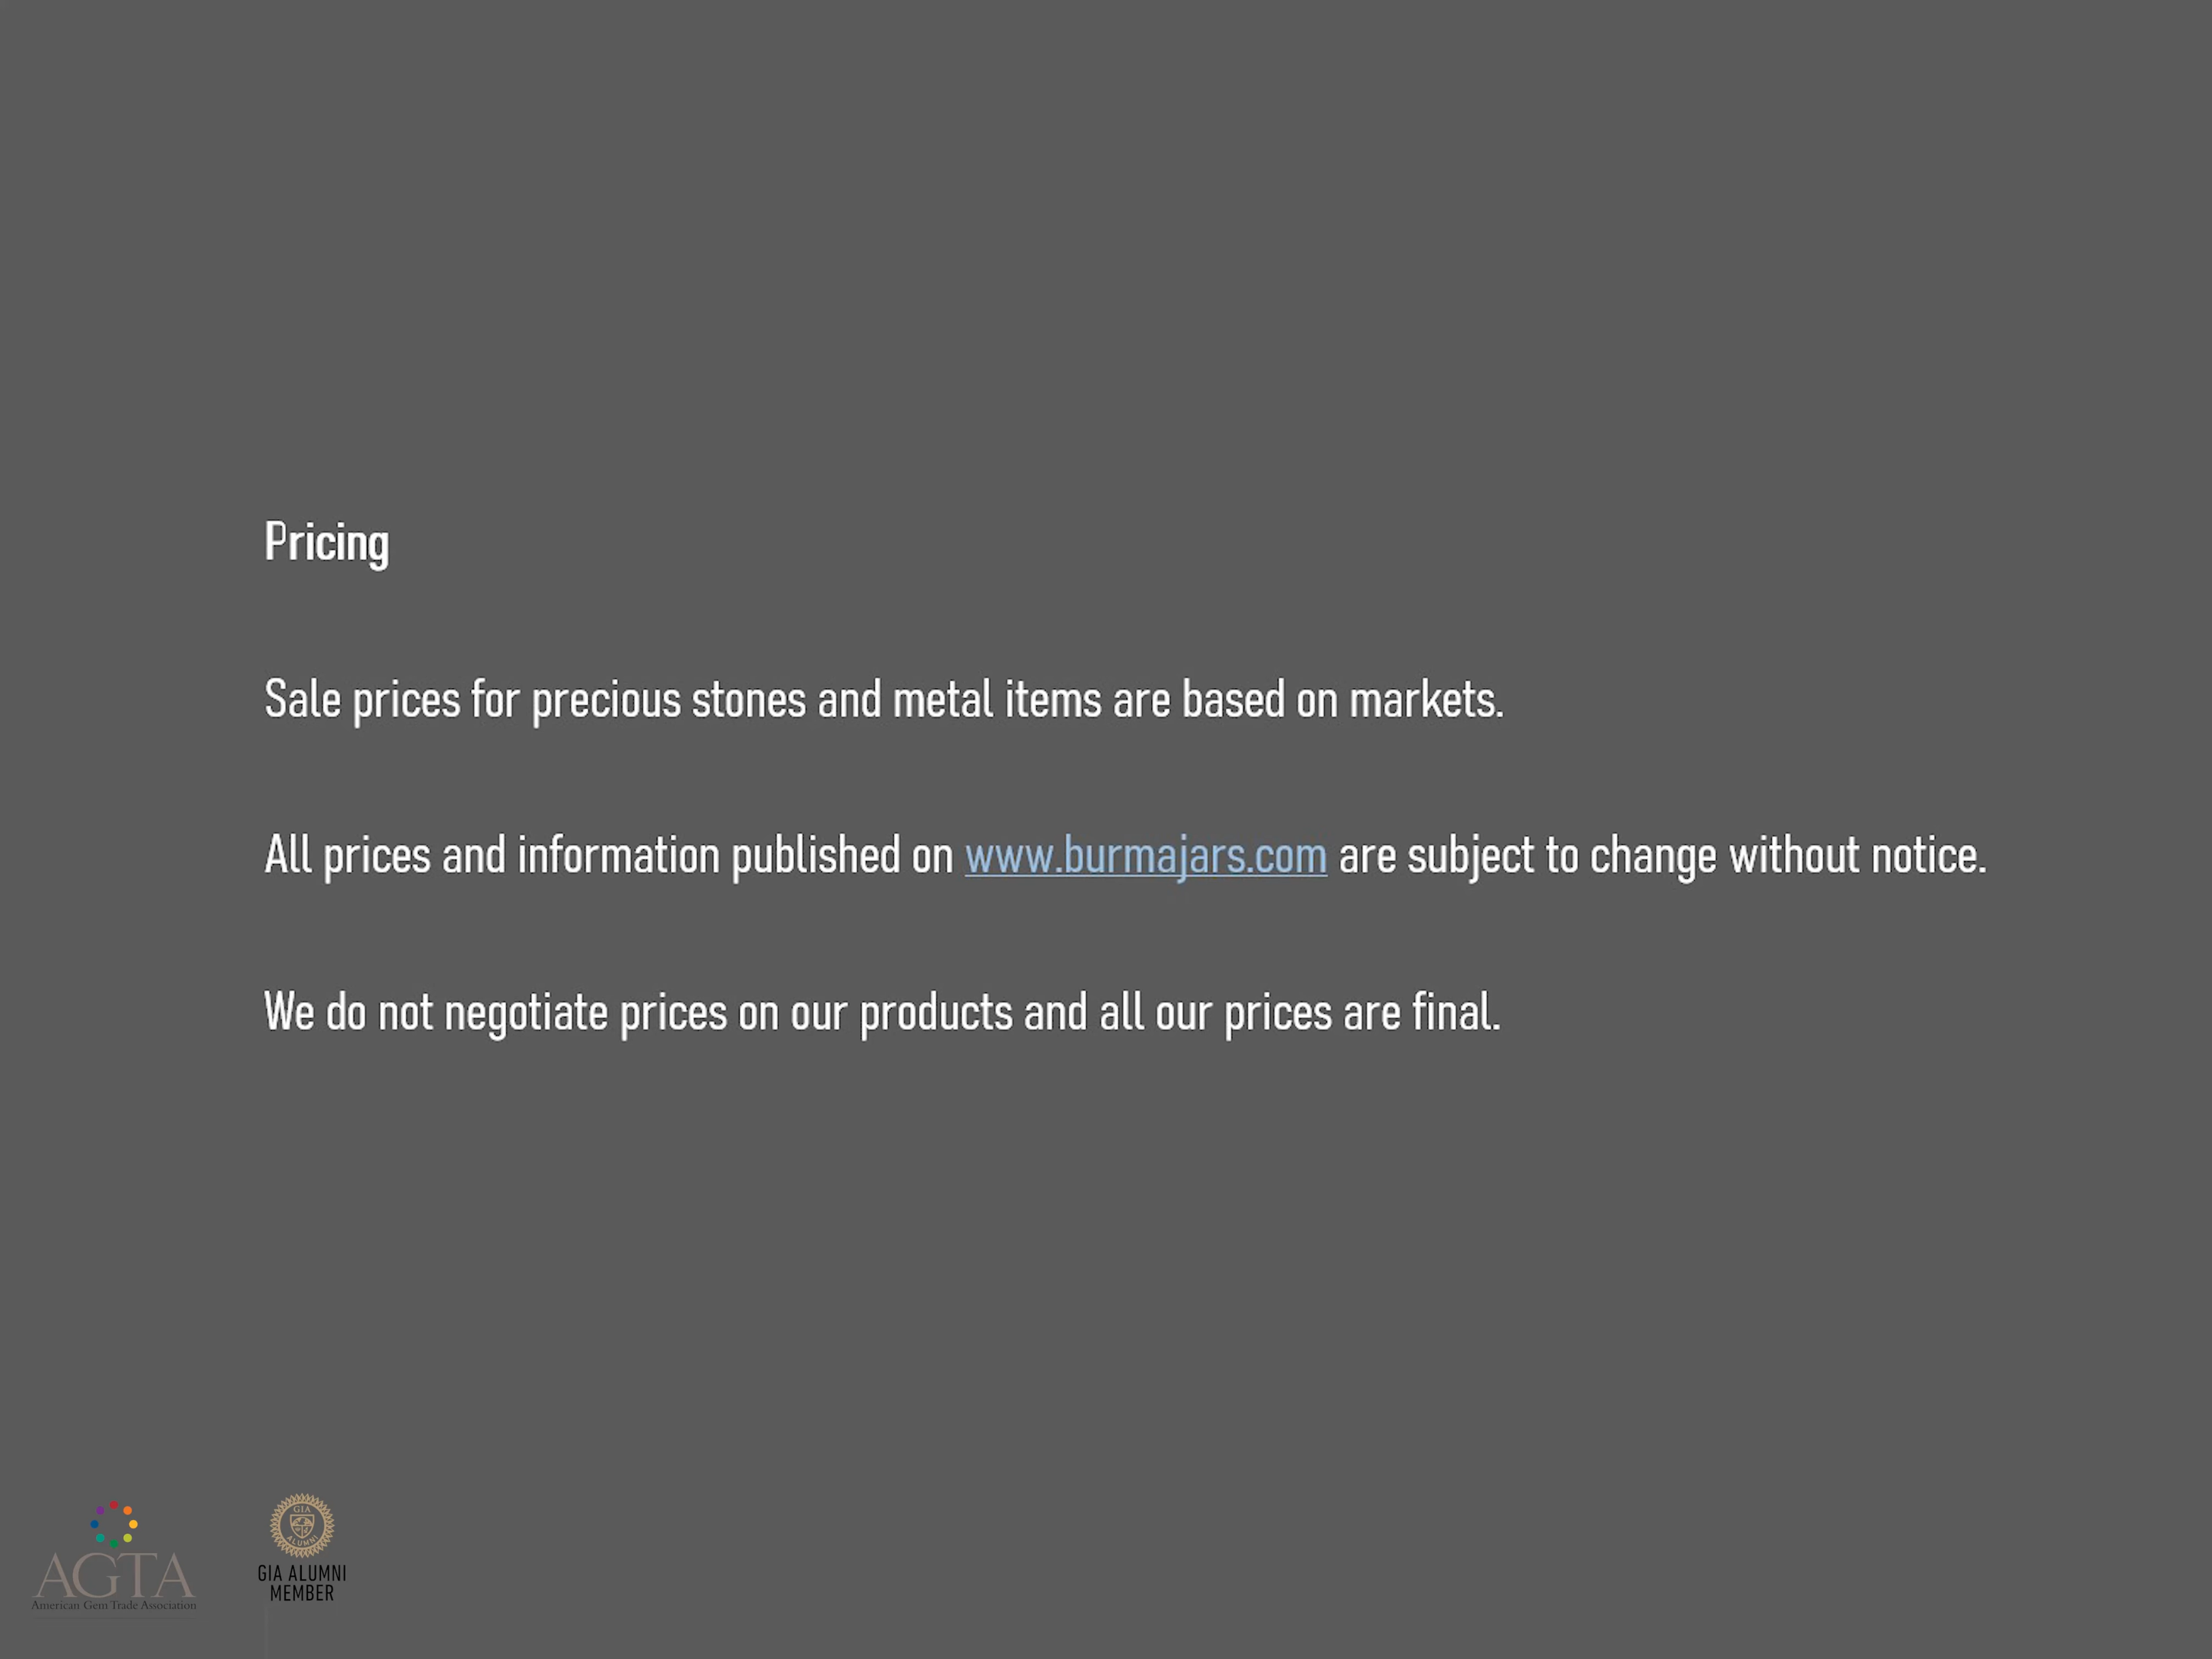 Pricing
Sale prices for precious stones and metal items are based on markets.
All prices and information published on www.burmajars.com are subject to change without notice.
We do not negotiate prices on our products and all our prices are final.
AGTA
American Gem Trade Association
GIA
ALUMNI
GIA ALUMNI
MEMBER